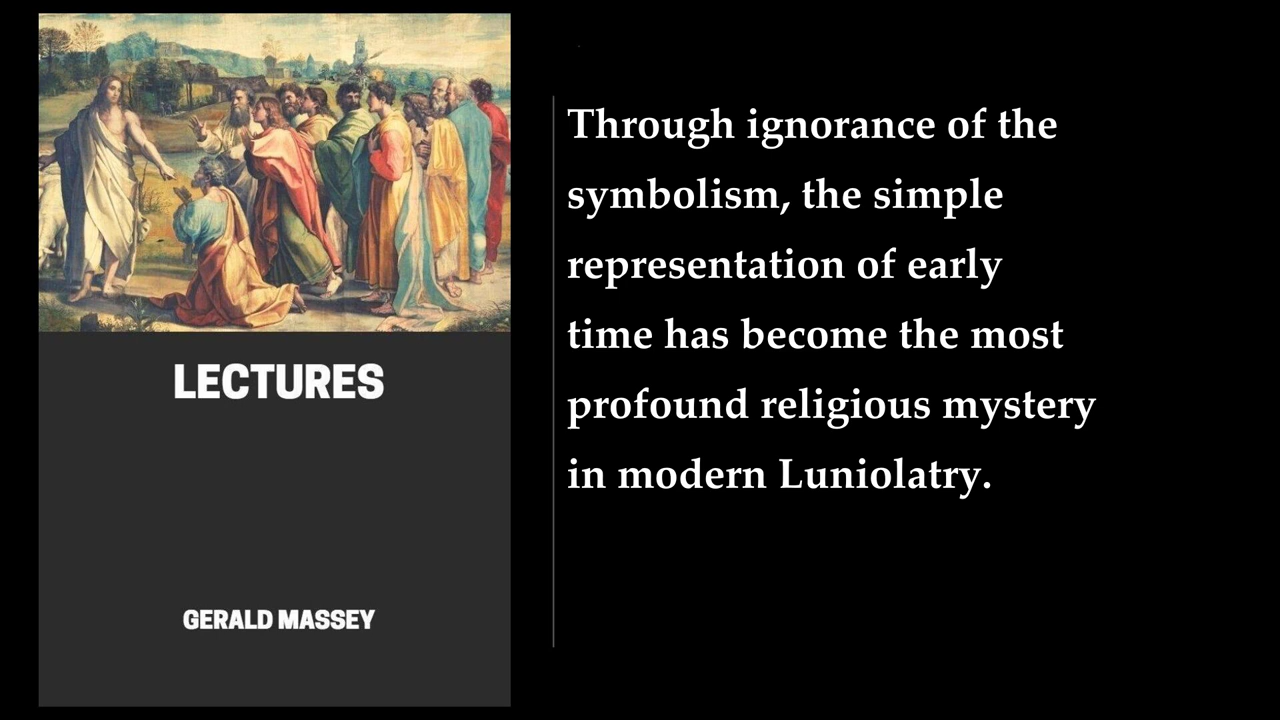 LECTURES
GERALD MASSEY
Through ignorance of the
symbolism, the simple
representation of early
time has become the most
profound religious mystery
in modern Luniolatry.